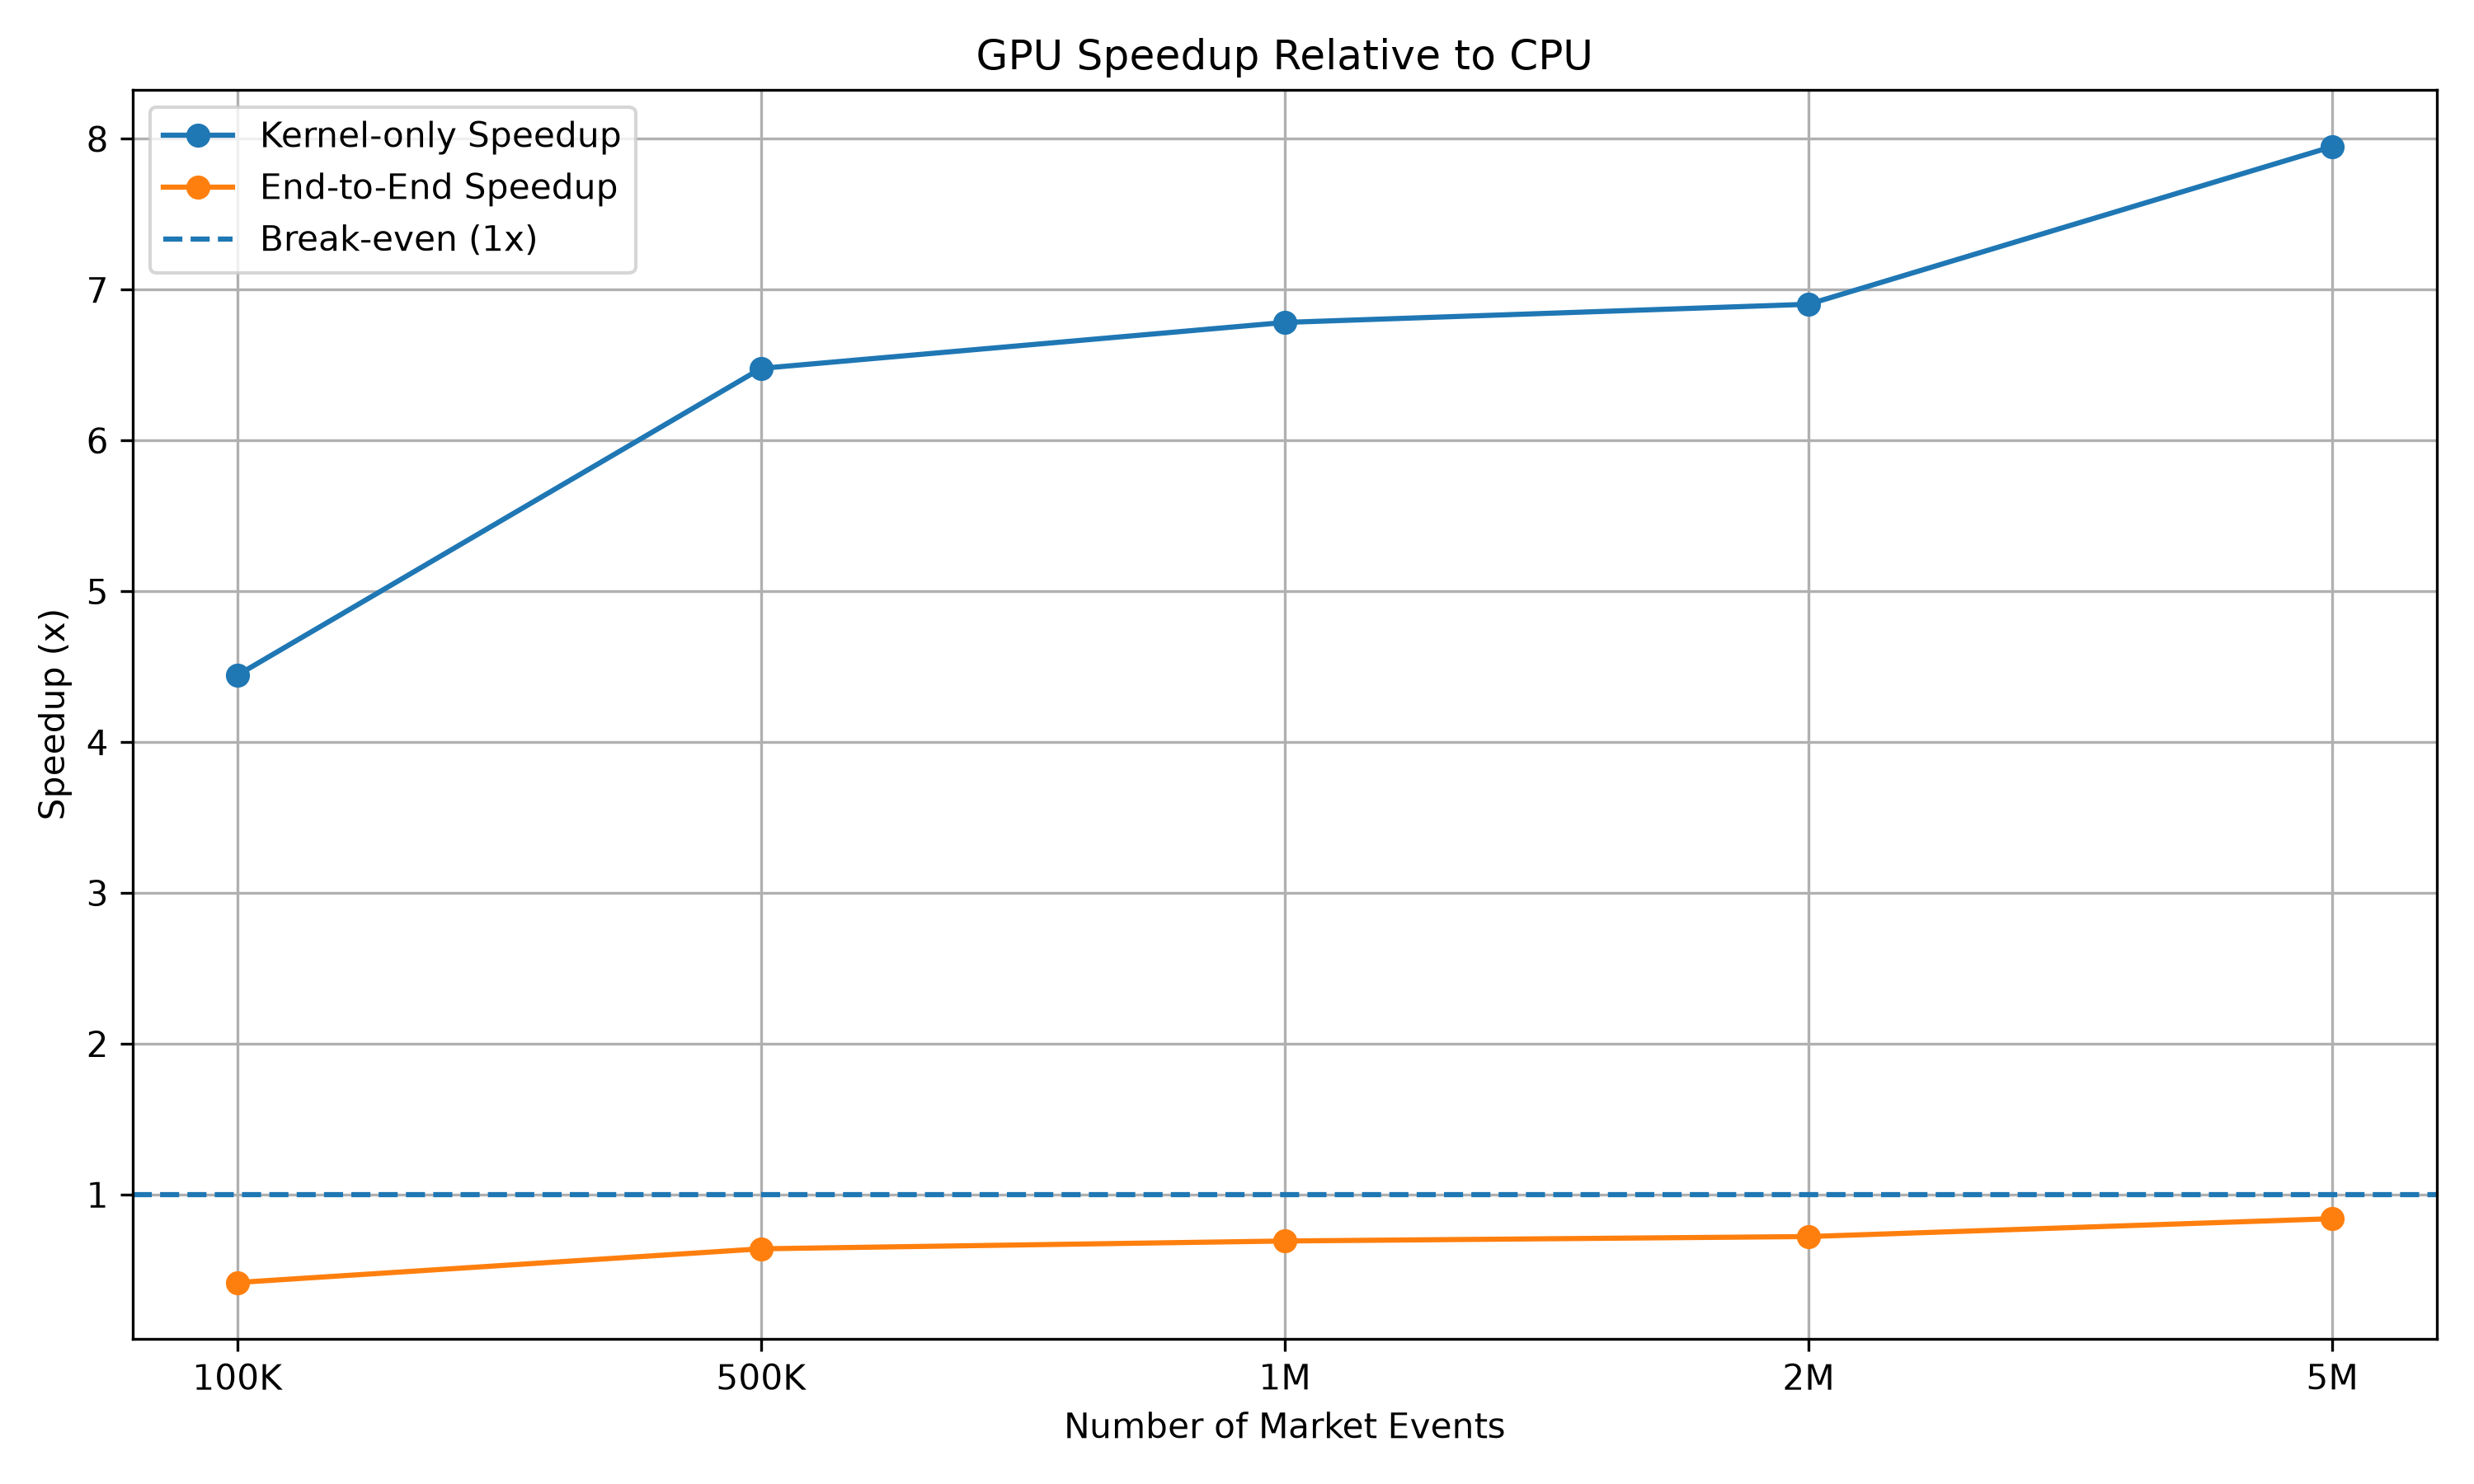 GPU Speedup Relative to CPU
Kernel-only Speedup
End-to-End Speedup
Break-even (1x)
8
7
6
5
4
3
2
1
Speedup (x)
100K 500K 1M 2M 5M
Number of Market Events